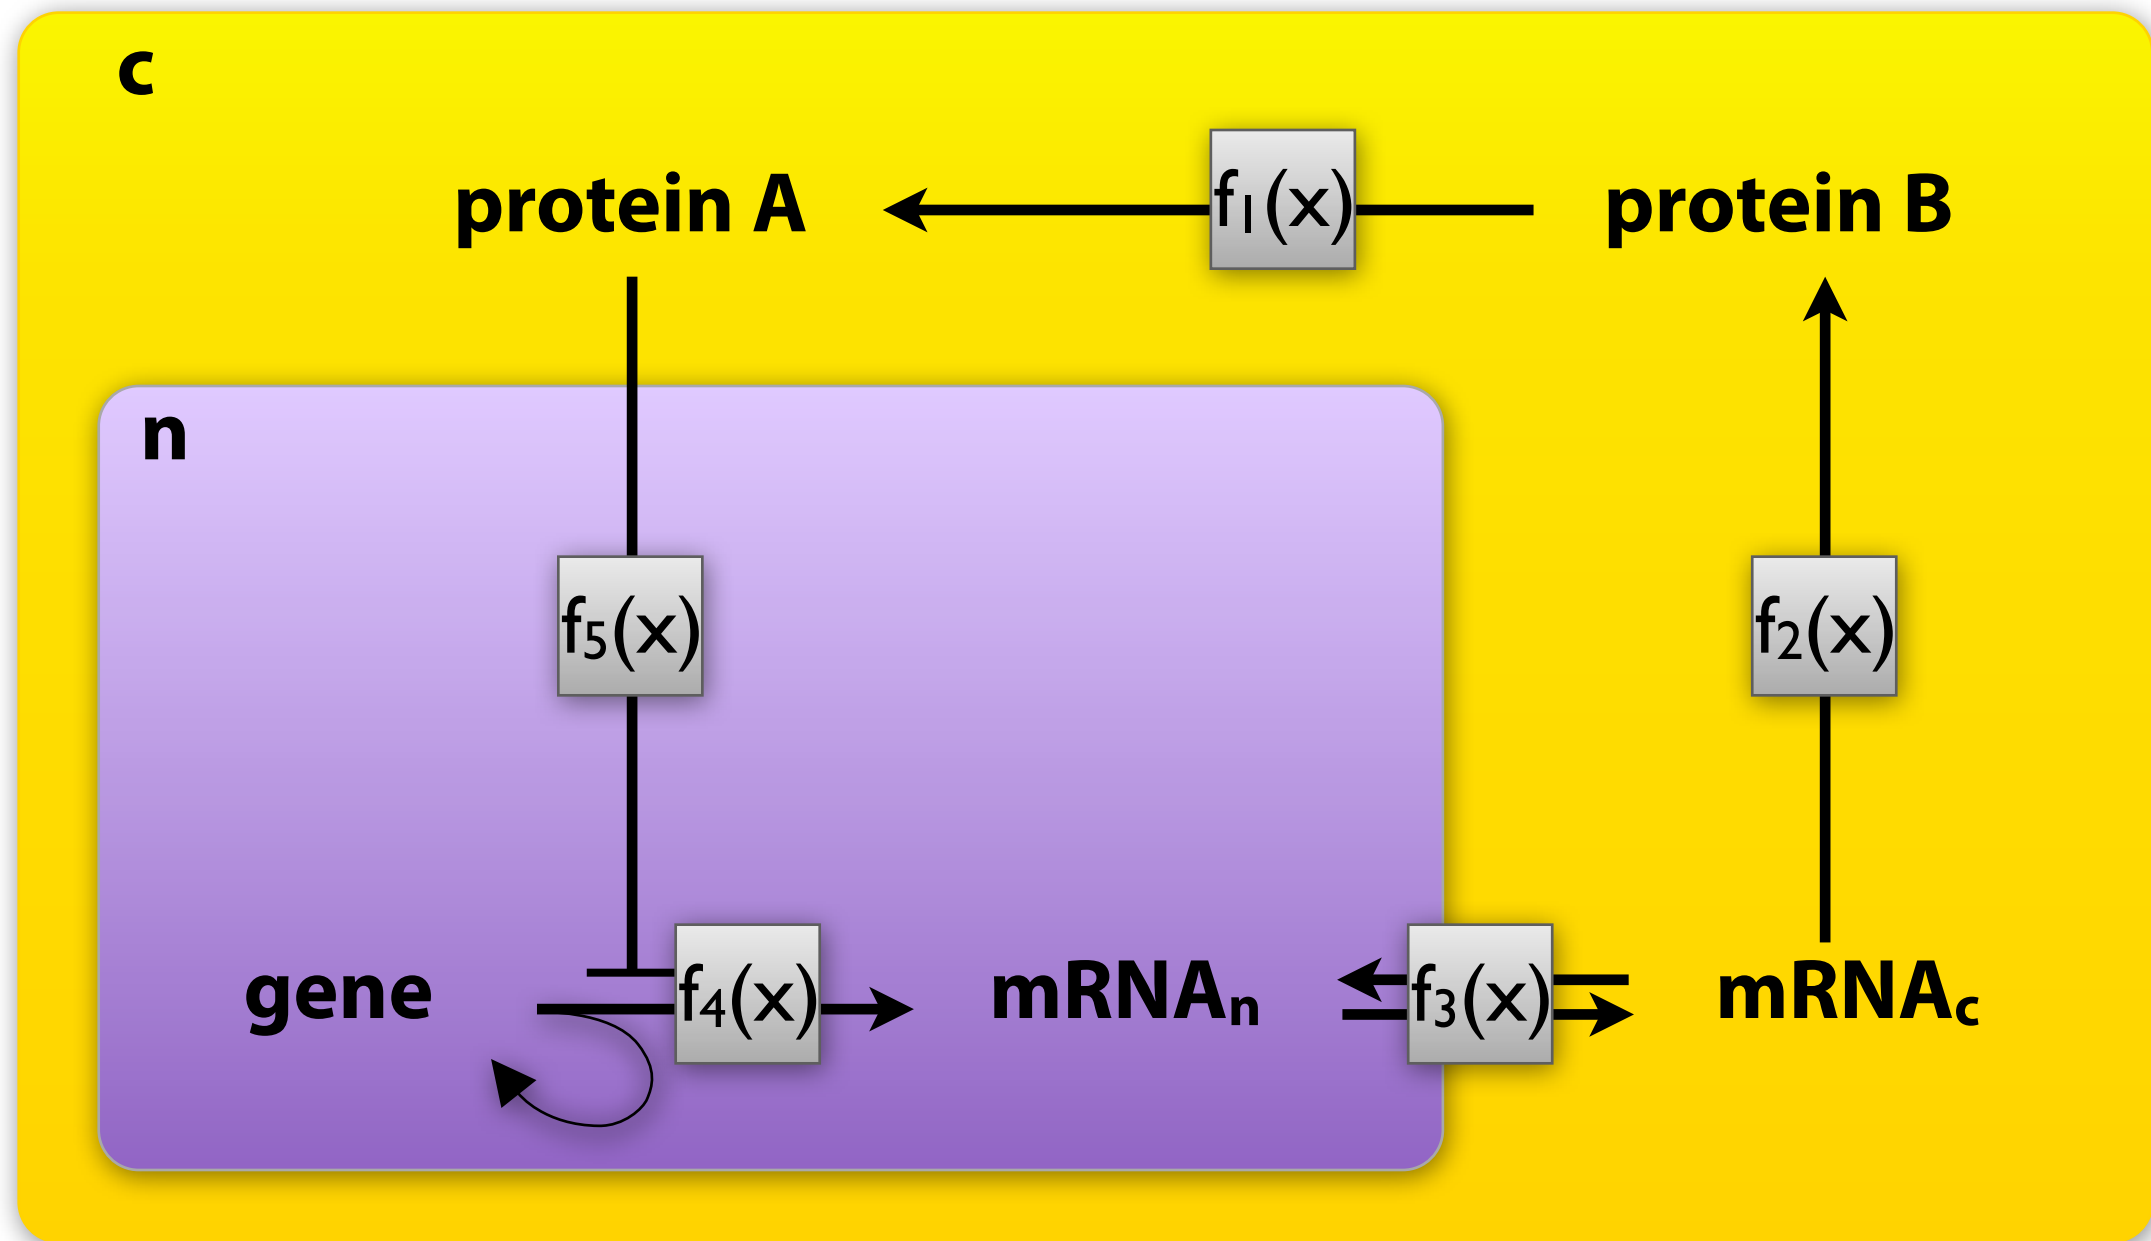 c
protein A
f1(x)
protein B
n
f5(x)
f2(x)
gene
f4(x)
mRNAn
f3(x)
mRNAc